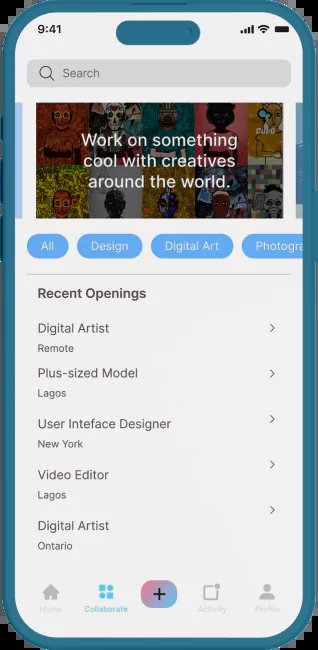 9:41
Search
Work on something
cool with creatives
around the world.
All
Design
Digital Art
Photogra
Recent Openings
Digital Artist
Remote
Plus-sized Model
Lagos
User Inteface Designer
New York
Video Editor
Lagos
Digital Artist
Ontario
Home
Collaborate
Activity
Profile